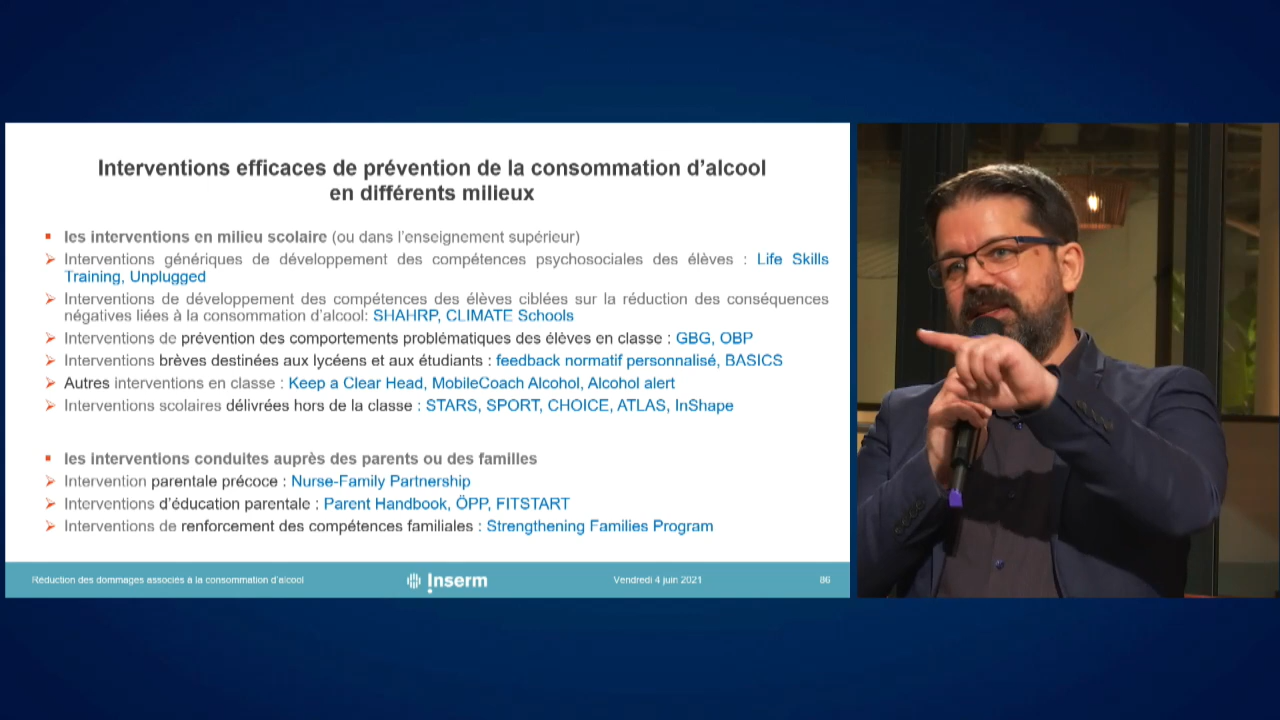 Interventions efficaces de prévention de la consommation d'alcool
en différents milieux
les interventions en milieu scolaire (ou dans l'enseignement supérieur)
Interventions génériques de développement des compétences psychosociales des élèves : Life Skills
Training, Unplugged
Interventions de développement des compétences des élèves ciblées sur la réduction des conséquences
négatives liées à la consommation d'alcool: SHAHRP, CLIMATE Schools
Interventions de prévention des comportements problématiques des élèves en classe : GBG, OBP
Interventions brèves destinées aux lycéens et aux étudiants : feedback normatif personnalisé, BASICS
Autres interventions en classe : Keep a Clear Head, MobileCoach Alcohol, Alcohol alert
Interventions scolaires délivrées hors de la classe : STARS, SPORT, CHOICE, ATLAS, InShape
les interventions conduites auprès des parents ou des familles
Intervention parentale précoce : Nurse-Family Partnership
Interventions d'éducation parentale : Parent Handbook, ÖPP, FITSTART
Interventions de renforcement des compétences familiales : Strengthening Families Program
Réduction des dommages associés à la consommation d'alcool
Inserm
Vendredi 4 juin 2021
86